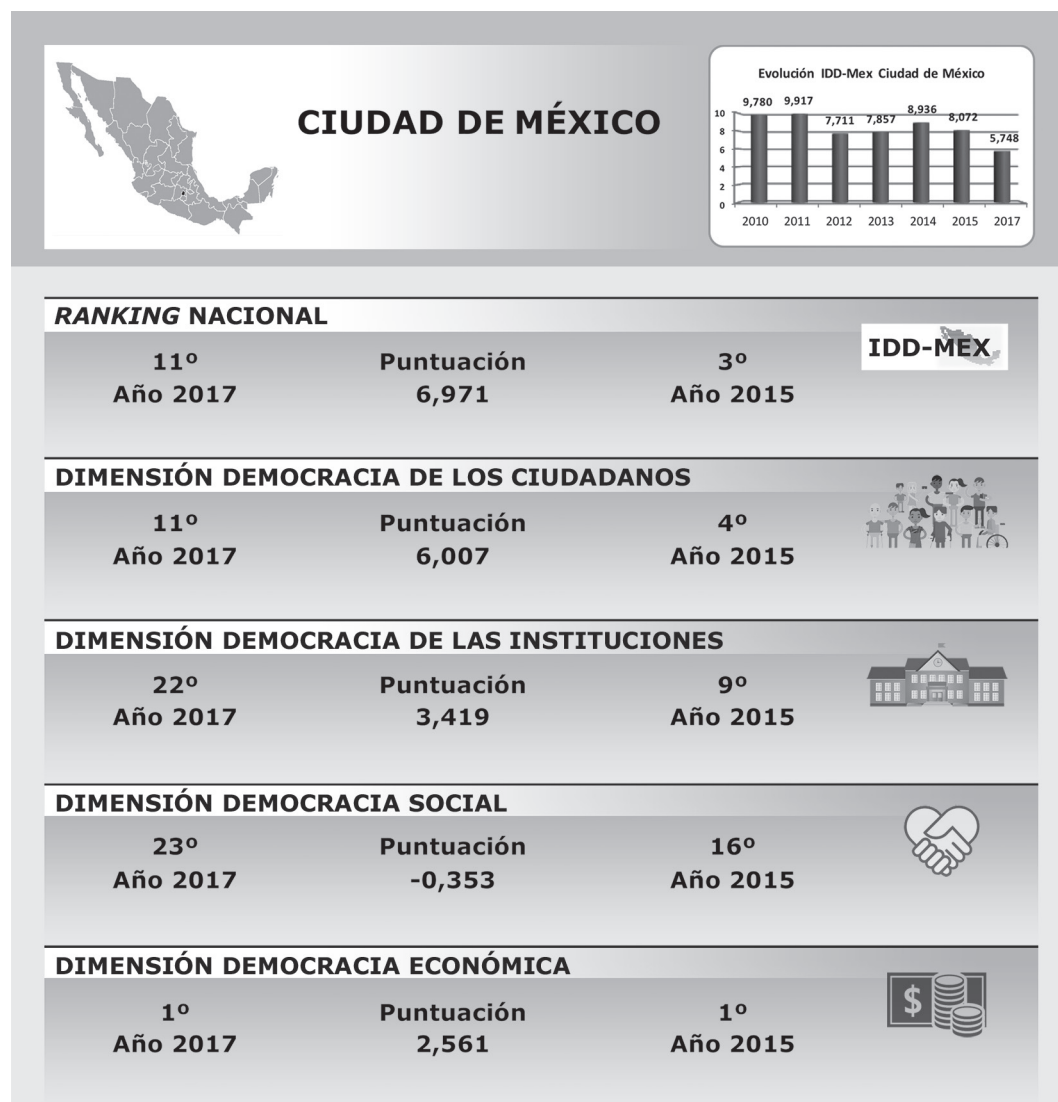 CIUDAD DE MÉXICO
Evolución IDD-Mex Ciudad de México
9,780 9,917 7,711 7,857 8,936 8,072 5,748
10
8
6
4
2
0
2010 2011 2012 2013 2014 2015 2017
RANKING NACIONAL
IDD-MEX
11º Puntuación 3º
Año 2017 6,971 Año 2015
DIMENSIÓN DEMOCRACIA DE LOS CIUDADANOS
11º Puntuación 4º
Año 2017 6,007 Año 2015
DIMENSIÓN DEMOCRACIA DE LAS INSTITUCIONES
22º Puntuación 9º
Año 2017 3,419 Año 2015
DIMENSIÓN DEMOCRACIA SOCIAL
23º Puntuación 16º
Año 2017 -0,353 Año 2015
DIMENSIÓN DEMOCRACIA ECONÓMICA
$
1º Puntuación 1º
Año 2017 2,561 Año 2015